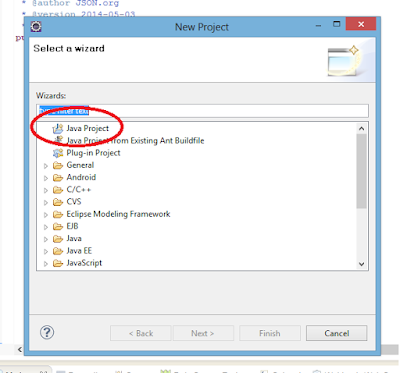 * @author JSON.org
* @version 2014-05-03
New Project
Select a wizard
Wizards:
type filter text
Java Project
Java Project from Existing Ant Buildfile
Plug-in Project
General
Android
C/C++
CVS
Eclipse Modeling Framework
EJB
Java
Java EE
JavaScript
< Back
Next >
Finish
Cancel